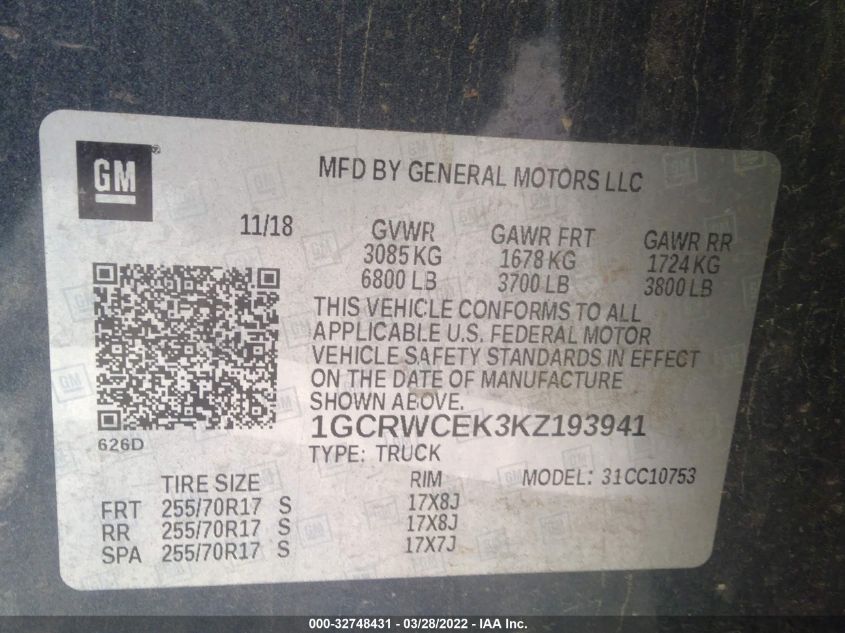 GM
MFD BY GENERAL MOTORS LLC
11/18
GVWR GAWR FRT GAWR RR
3085 KG 1678 KG 1724 KG
6800 LB 3700 LB 3800 LB
THIS VEHICLE CONFORMS TO ALL
APPLICABLE U.S. FEDERAL MOTOR
VEHICLE SAFETY STANDARDS IN EFFECT
ON THE DATE OF MANUFACTURE
SHOWN ABOVE.
1GCRWCEK3KZ193941
626D
TYPE: TRUCK
TIRE SIZE RIM MODEL: 31CC10753
FRT 255/70R17 S 17X8J
RR 255/70R17 S 17X8J
SPA 255/70R17 S 17X7J
000-32748431 - 03/28/2022 - IAA Inc.